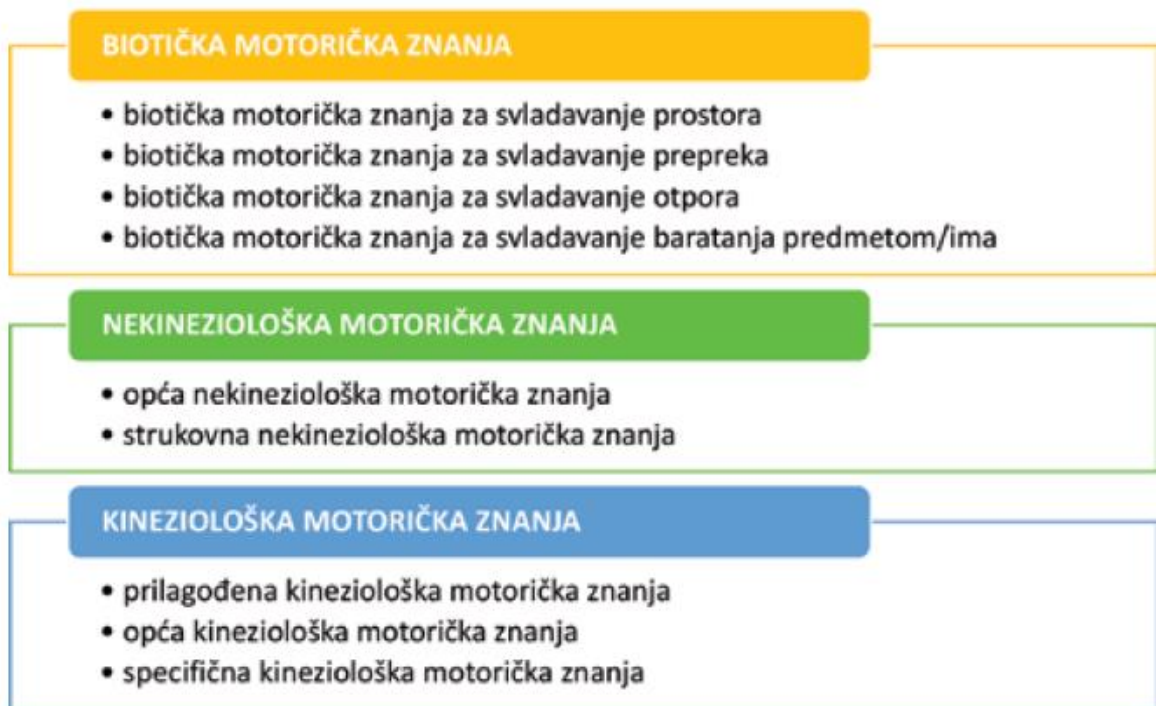 BIOTIČKA MOTORIČKA ZNANJA
• biotička motorička znanja za svladavanje prostora
• biotička motorička znanja za svladavanje prepreka
• biotička motorička znanja za svladavanje otpora
• biotička motorička znanja za svladavanje baratanja predmetom/ima
NEKINEZIOLOŠKA MOTORIČKA ZNANJA
• opća nekineziološka motorička znanja
• strukovna nekineziološka motorička znanja
KINEZIOLOŠKA MOTORIČKA ZNANJA
• prilagođena kineziološka motorička znanja
• opća kineziološka motorička znanja
• specifična kineziološka motorička znanja